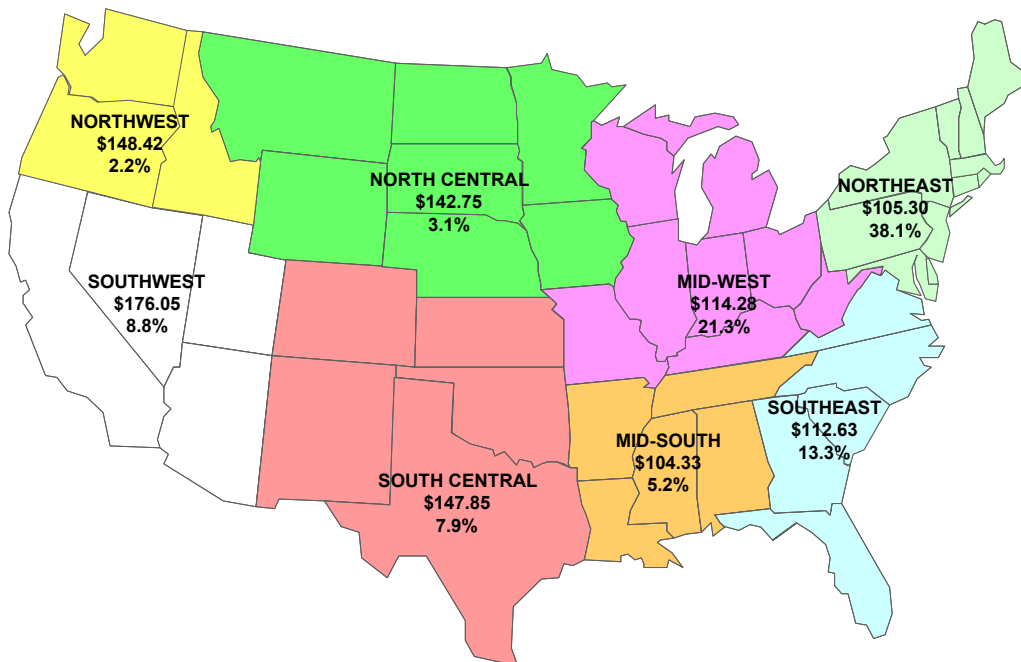 NORTHWEST
$148.42
2.2%
NORTH CENTRAL
$142.75
3.1%
NORTHEAST
$105.30
38.1%
SOUTHWEST
$176.05
8.8%
MID-WEST
$114.28
21.3%
SOUTHEAST
$112.63
13.3%
MID-SOUTH
$104.33
5.2%
SOUTH CENTRAL
$147.85
7.9%